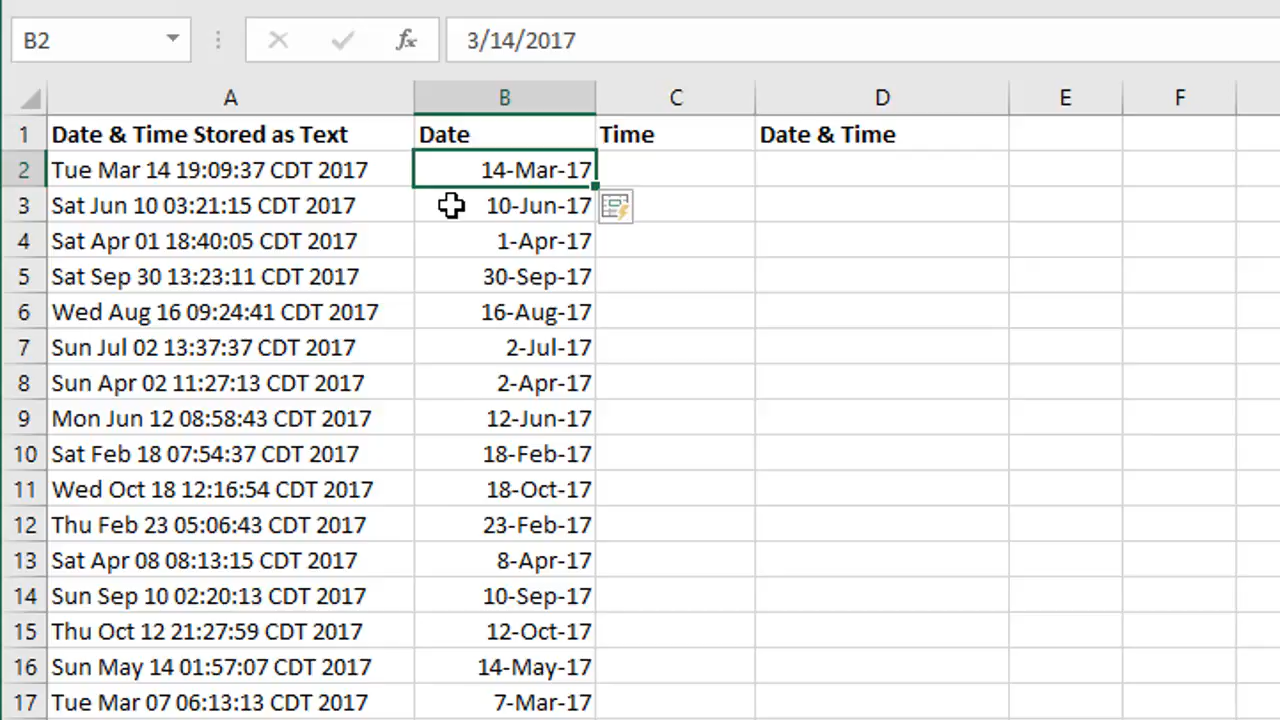 B2 fx 3/14/2017
A B C D E F
1 Date & Time Stored as Text Date Time Date & Time
2 Tue Mar 14 19:09:37 CDT 2017 14-Mar-17
3 Sat Jun 10 03:21:15 CDT 2017 10-Jun-17
4 Sat Apr 01 18:40:05 CDT 2017 1-Apr-17
5 Sat Sep 30 13:23:11 CDT 2017 30-Sep-17
6 Wed Aug 16 09:24:41 CDT 2017 16-Aug-17
7 Sun Jul 02 13:37:37 CDT 2017 2-Jul-17
8 Sun Apr 02 11:27:13 CDT 2017 2-Apr-17
9 Mon Jun 12 08:58:43 CDT 2017 12-Jun-17
10 Sat Feb 18 07:54:37 CDT 2017 18-Feb-17
11 Wed Oct 18 12:16:54 CDT 2017 18-Oct-17
12 Thu Feb 23 05:06:43 CDT 2017 23-Feb-17
13 Sat Apr 08 08:13:15 CDT 2017 8-Apr-17
14 Sun Sep 10 02:20:13 CDT 2017 10-Sep-17
15 Thu Oct 12 21:27:59 CDT 2017 12-Oct-17
16 Sun May 14 01:57:07 CDT 2017 14-May-17
17 Tue Mar 07 06:13:13 CDT 2017 7-Mar-17